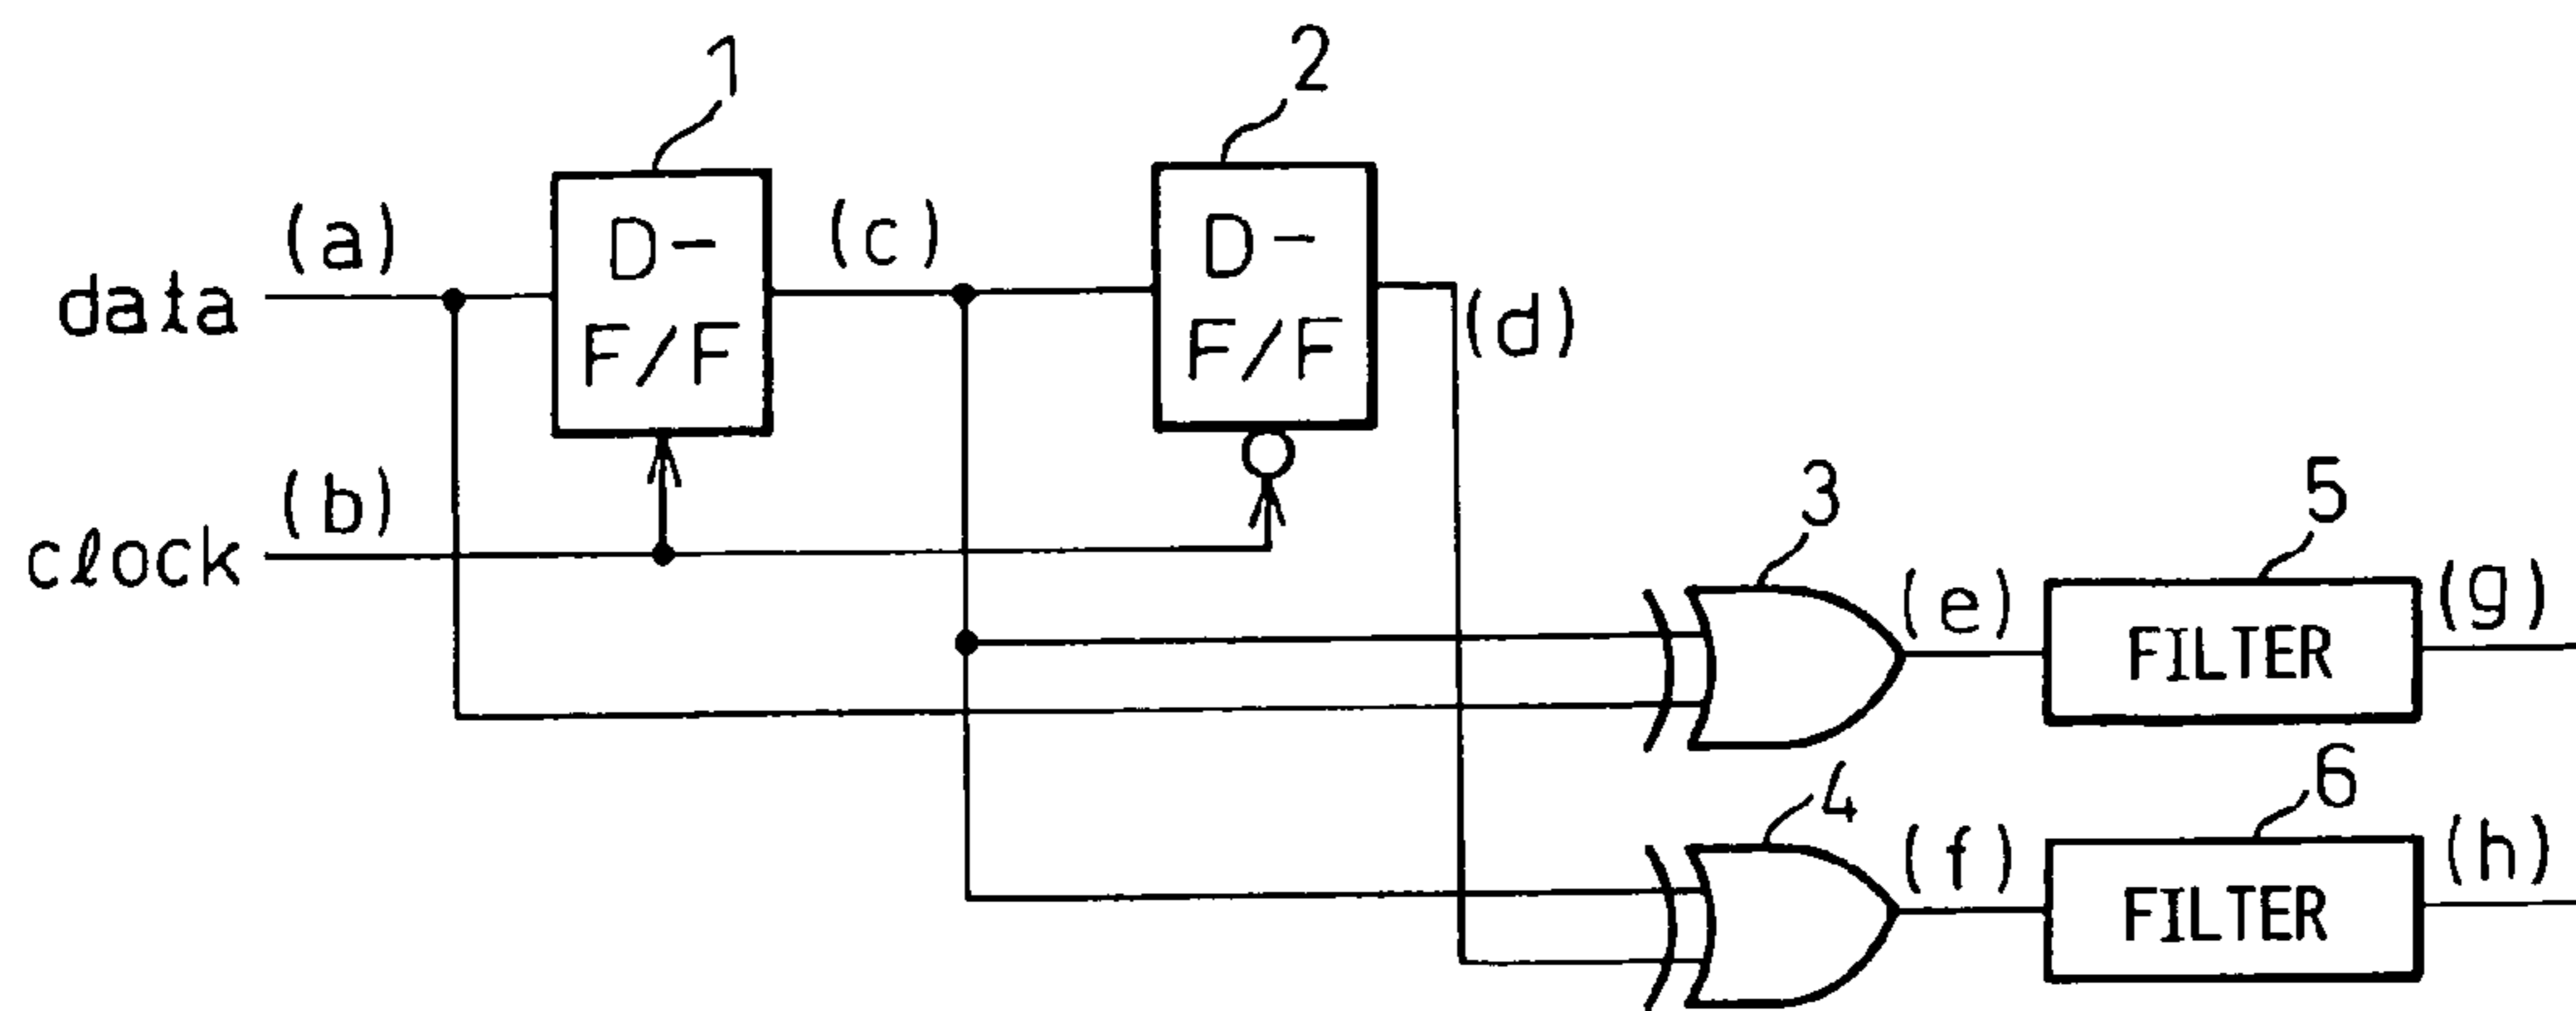 1
2
(a)
D-
F/F
(c)
D-
F/F
(d)
data
(b)
clock
3
(e)
5
FILTER
(g)
4
(f)
6
FILTER
(h)